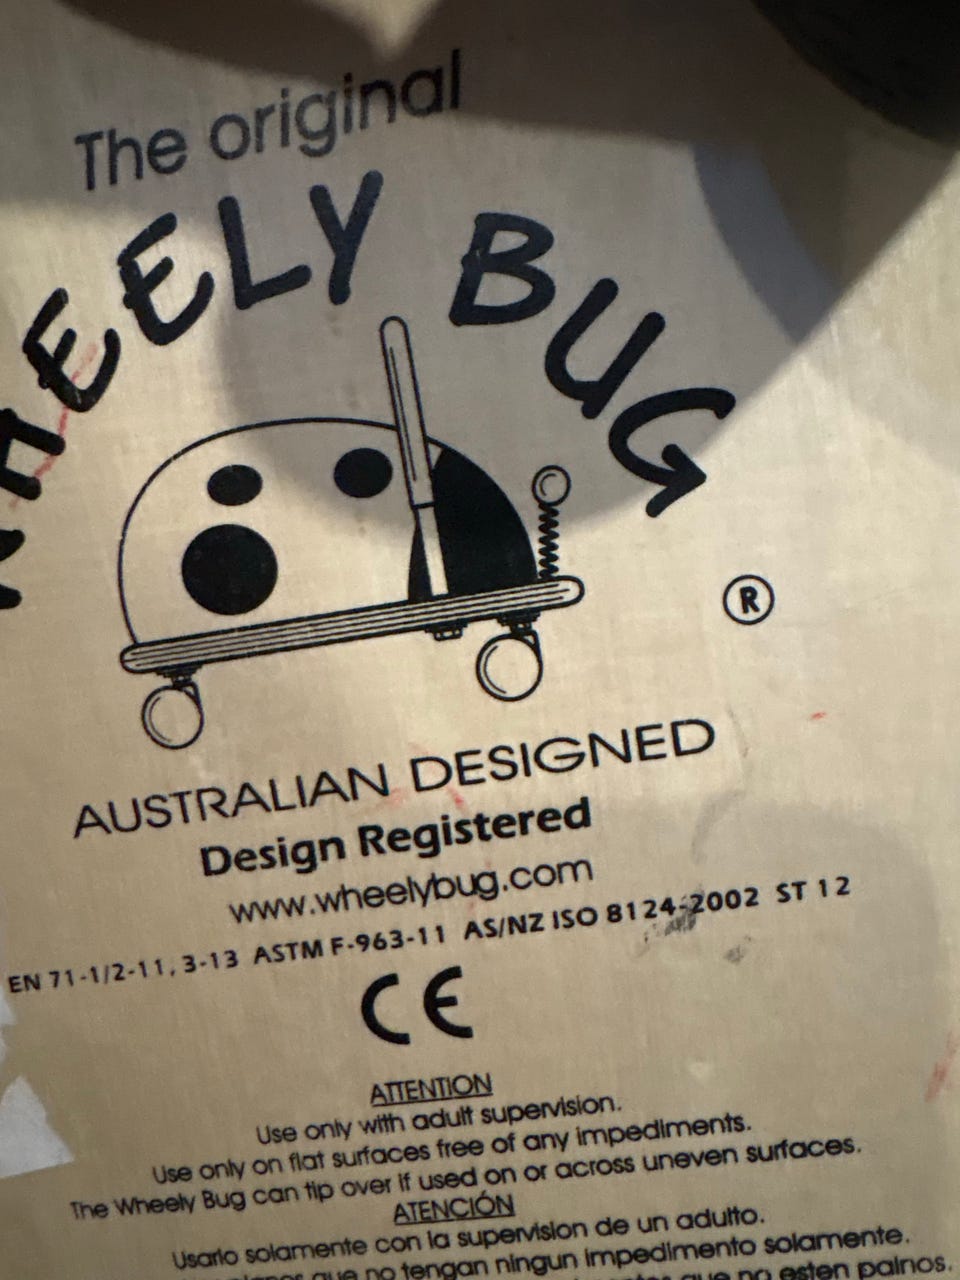 The original
WHEELY BUG
®
AUSTRALIAN DESIGNED
Design Registered
www.wheelybug.com
EN 71-1/2-11, 3-13 ASTM F-963-11 AS/NZ ISO 8124-2002 ST 12
CE
ATTENTION
Use only with adult supervision.
Use only on flat surfaces free of any impediments.
The Wheely Bug can tip over if used on or across uneven surfaces.
ATENCIÓN
Usarlo solamente con la supervision de un adulto.
que no tengan ningun impedimento solamente.
que no esten palnos.